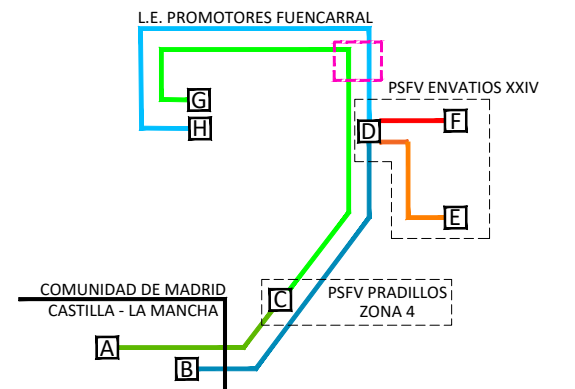 L.E. PROMOTORES FUENCARRAL
PSFV ENVATIOS XXIV
G
H
F
D
E
COMUNIDAD DE MADRID
CASTILLA - LA MANCHA
C
PSFV PRADILLOS
ZONA 4
A
B